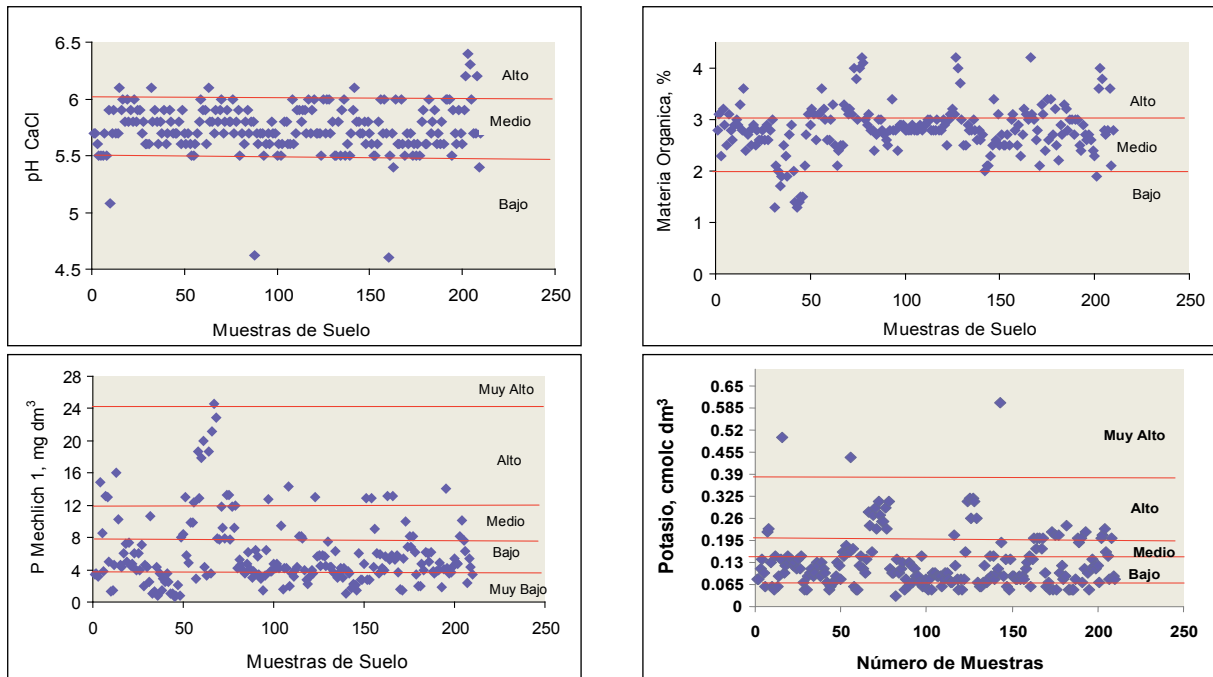 6.5
6
5.5
5
4.5
pH CaCl
Alto
Medio
Bajo
0 50 100 150 200 250
Muestras de Suelo
4
3
2
1
0
Materia Organica, %
Alto
Medio
Bajo
0 50 100 150 200 250
Muestras de Suelo
28
24
20
16
12
8
4
0
P Mechlich 1, mg dm³
Muy Alto
Alto
Medio
Bajo
Muy Bajo
0 50 100 150 200 250
Muestras de Suelo
0.65
0.585
0.52
0.455
0.39
0.325
0.26
0.195
0.13
0.065
0
Potasio, cmolc dm³
Muy Alto
Alto
Medio
Bajo
0 50 100 150 200 250
Número de Muestras